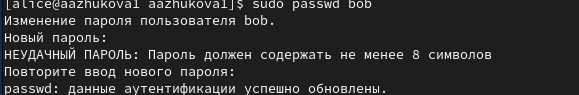 [alice@aazhukoval aazhukoval]$ sudo passwd bob
Изменение пароля пользователя bob.
Новый пароль:
НЕУДАЧНЫЙ ПАРОЛЬ: Пароль должен содержать не менее 8 символов
Повторите ввод нового пароля:
passwd: данные аутентификации успешно обновлены.